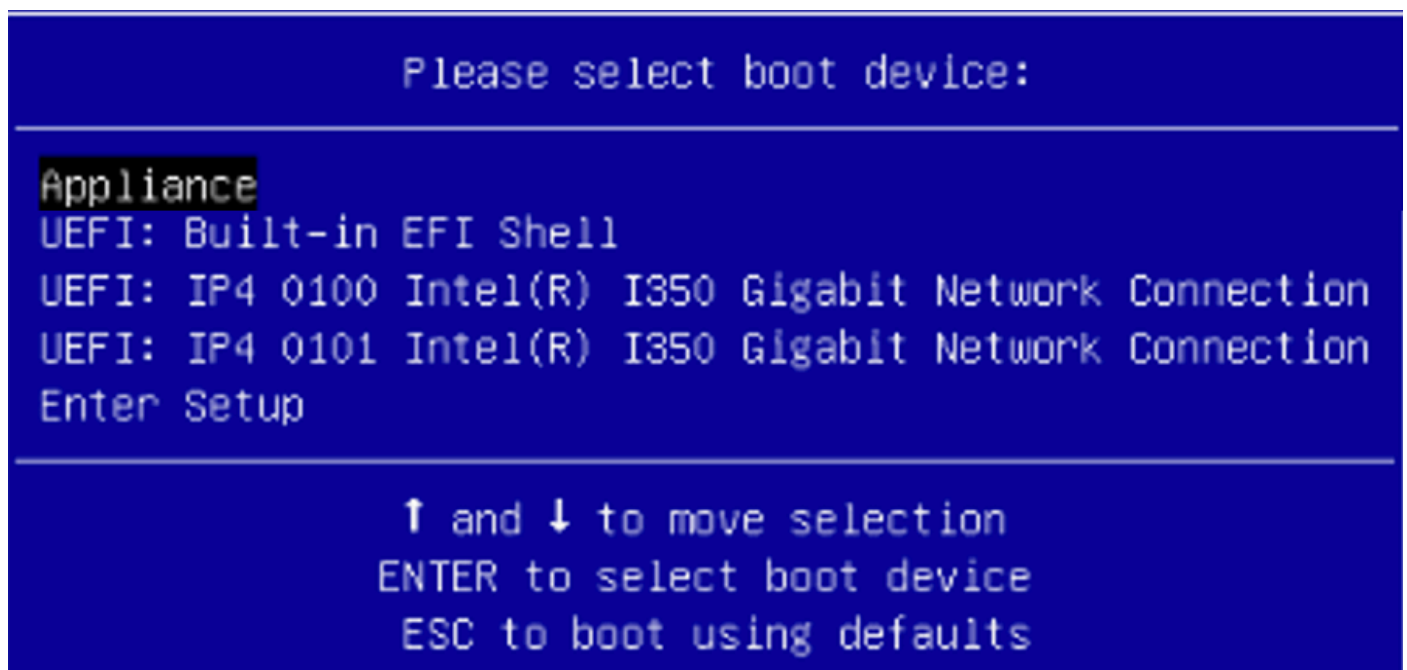 Please select boot device:
Appliance
UEFI: Built-in EFI Shell
UEFI: IP4 0100 Intel(R) I350 Gigabit Network Connection
UEFI: IP4 0101 Intel(R) I350 Gigabit Network Connection
Enter Setup
↑ and ↓ to move selection
ENTER to select boot device
ESC to boot using defaults